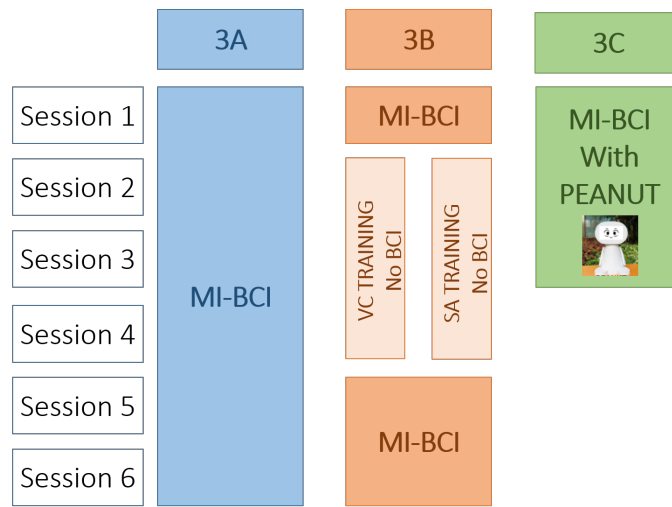 3A
3B
3C
Session 1
Session 2
Session 3
Session 4
Session 5
Session 6
MI-BCI
MI-BCI
VC TRAINING
No BCI
SA TRAINING
No BCI
MI-BCI
MI-BCI
With
PEANUT